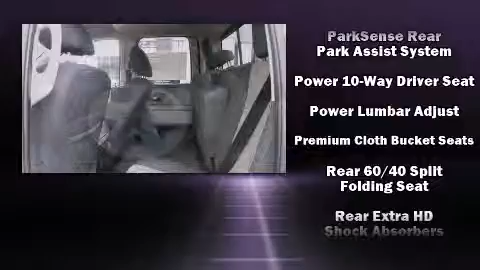 ParkSense Rear
Park Assist System
Power 10-Way Driver Seat
Power Lumbar Adjust
Premium Cloth Bucket Seats
Rear 60/40 Split
Folding Seat
Rear Extra HD
Shock Absorbers